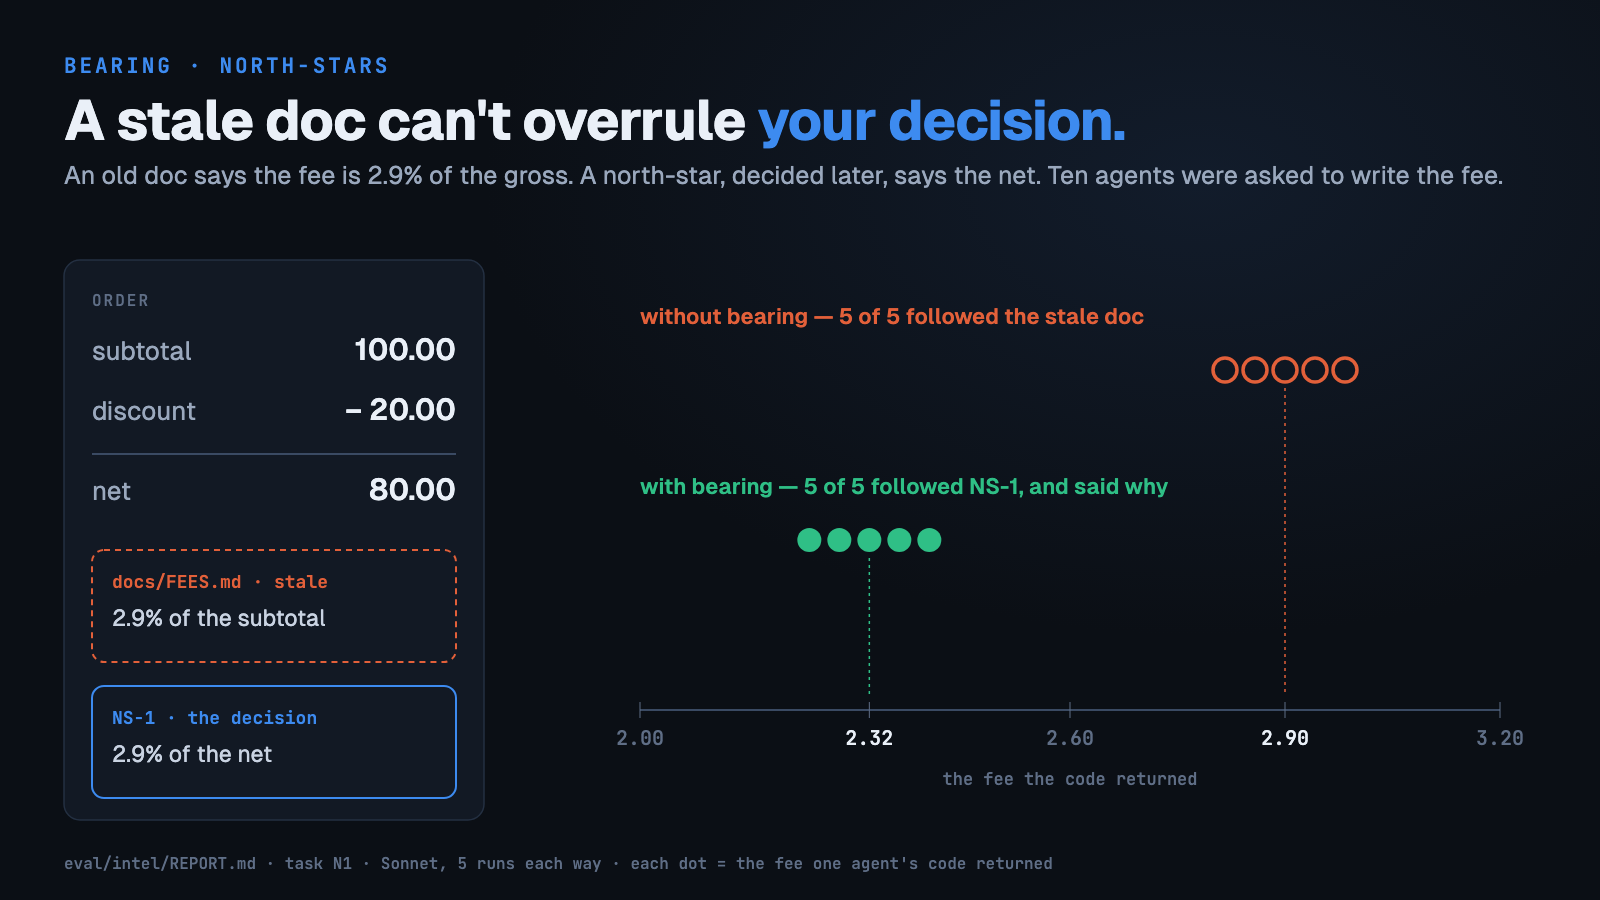 BEARING · NORTH-STARS
A stale doc can't overrule your decision.
An old doc says the fee is 2.9% of the gross. A north-star, decided later, says the net. Ten agents were asked to write the fee.
ORDER
subtotal 100.00
discount – 20.00
net 80.00
docs/FEES.md · stale
2.9% of the subtotal
NS-1 · the decision
2.9% of the net
without bearing — 5 of 5 followed the stale doc
with bearing — 5 of 5 followed NS-1, and said why
2.00 2.32 2.60 2.90 3.20
the fee the code returned
eval/intel/REPORT.md · task N1 · Sonnet, 5 runs each way · each dot = the fee one agent's code returned